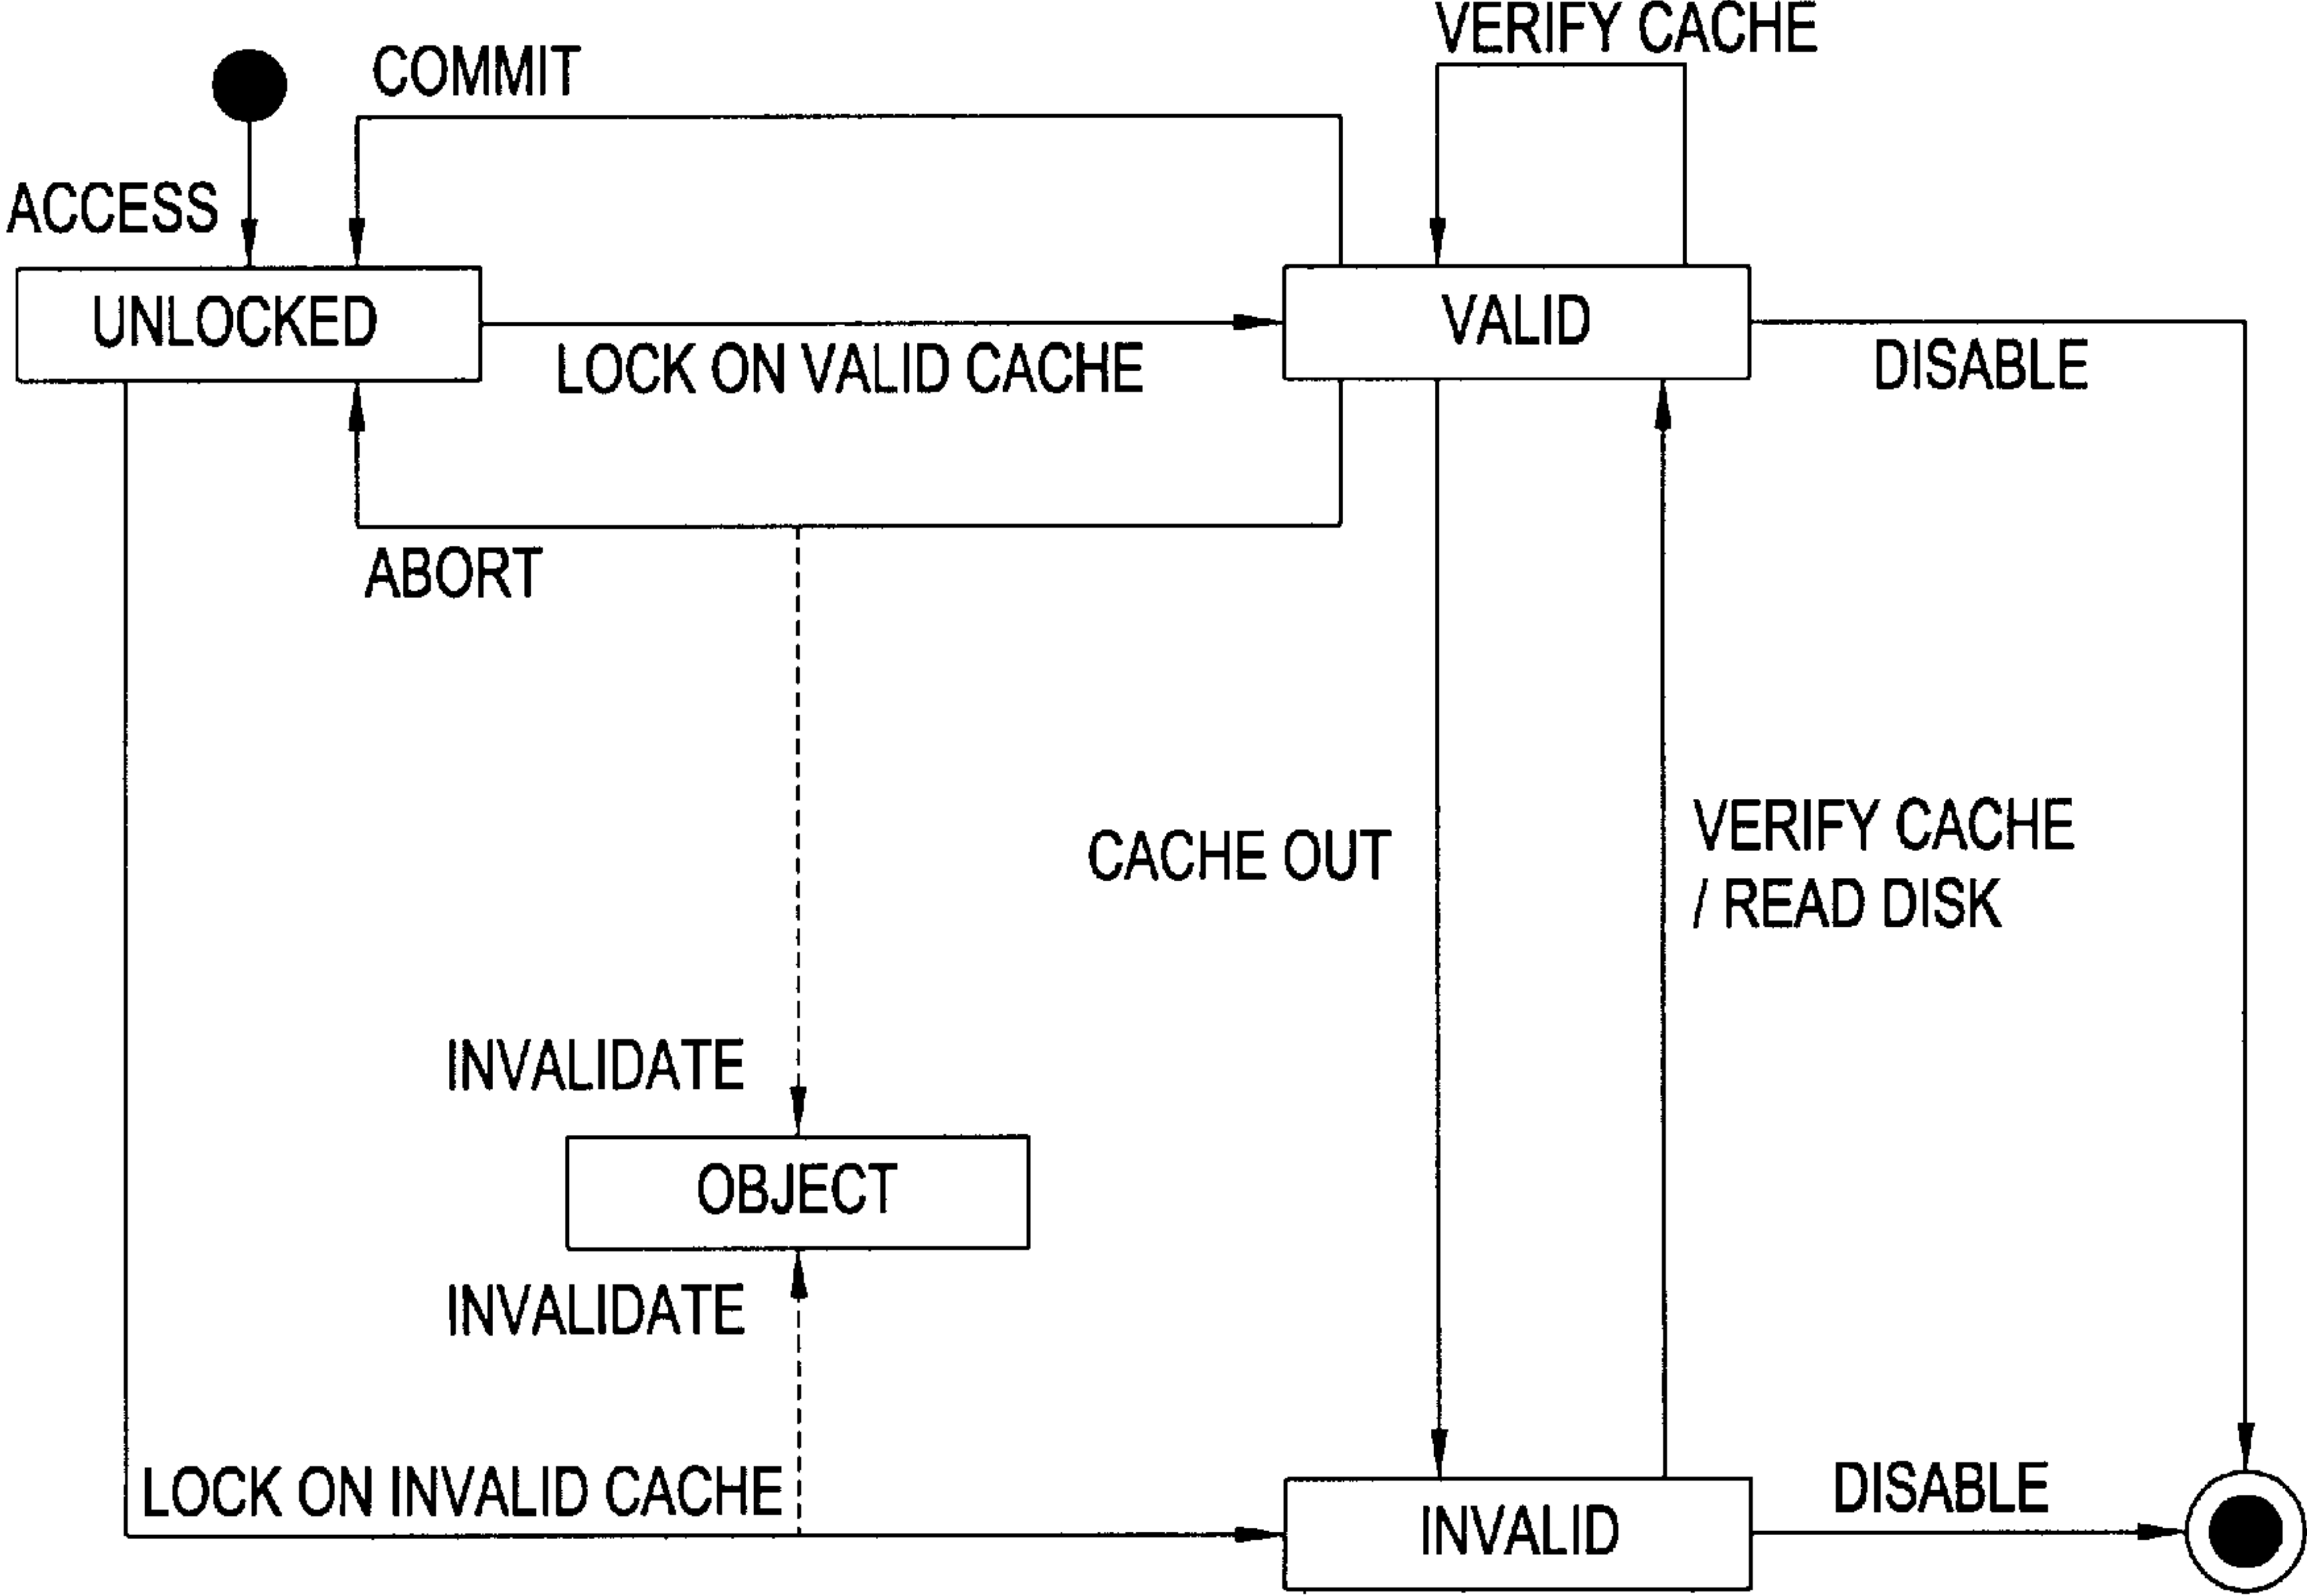 VERIFY CACHE
COMMIT
ACCESS
UNLOCKED
VALID
LOCK ON VALID CACHE
DISABLE
ABORT
CACHE OUT
VERIFY CACHE
/ READ DISK
INVALIDATE
OBJECT
INVALIDATE
LOCK ON INVALID CACHE
DISABLE
INVALID